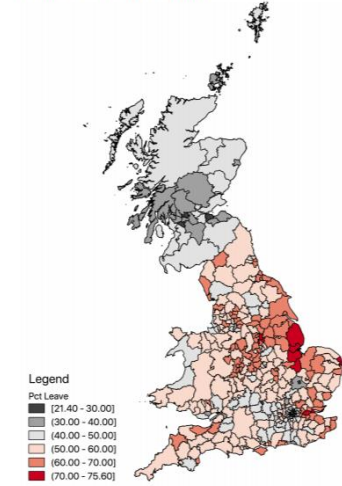 Legend
Pct Leave
[21.40 - 30.00]
(30.00 - 40.00]
(40.00 - 50.00]
(50.00 - 60.00]
(60.00 - 70.00]
(70.00 - 75.60]